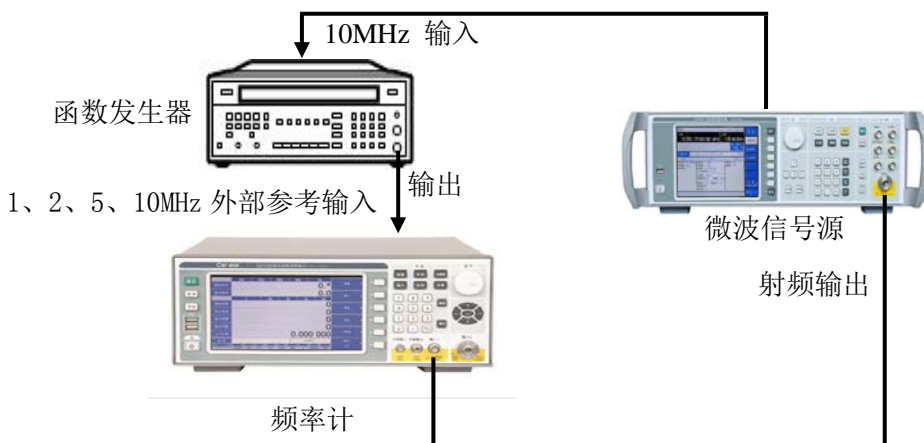 10MHz 输入
函数发生器
输出
1、2、5、10MHz 外部参考输入
微波信号源
射频输出
频率计